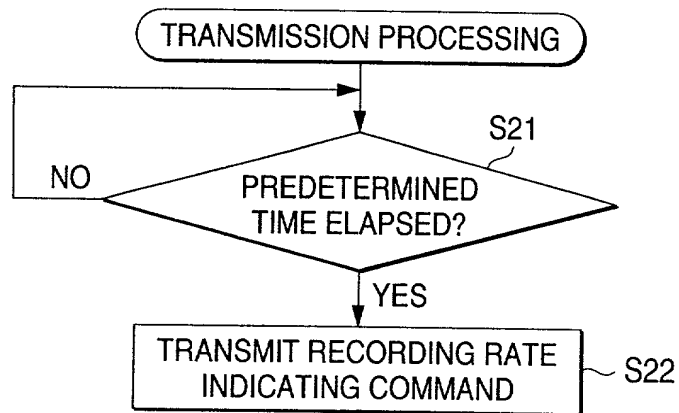 TRANSMISSION PROCESSING
S21
NO
PREDETERMINED
TIME ELAPSED?
YES
TRANSMIT RECORDING RATE
INDICATING COMMAND
S22